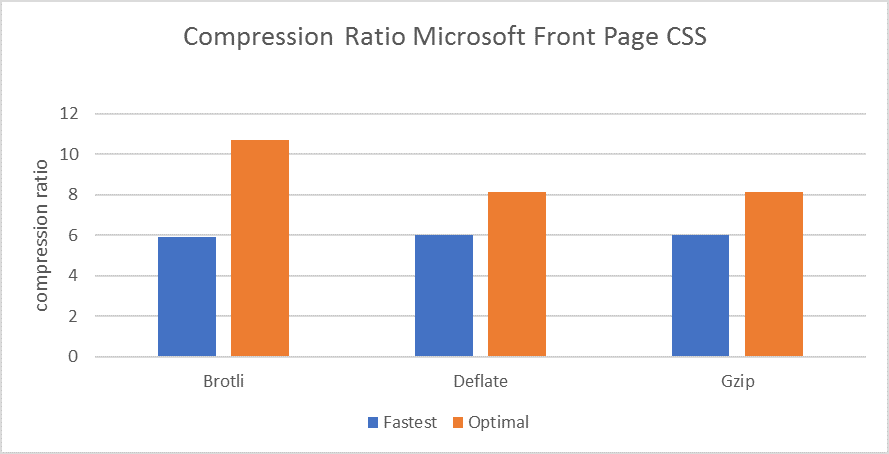 Compression Ratio Microsoft Front Page CSS
compression ratio
12
10
8
6
4
2
0
Brotli Deflate Gzip
Fastest Optimal